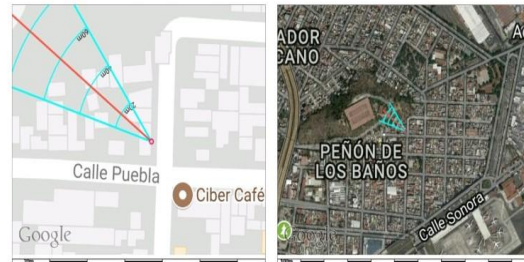 60m
40m
20m
Calle Puebla
Ciber Café
Google
ADOR
CANO
PEÑÓN DE
LOS BAÑOS
Calle Sonora